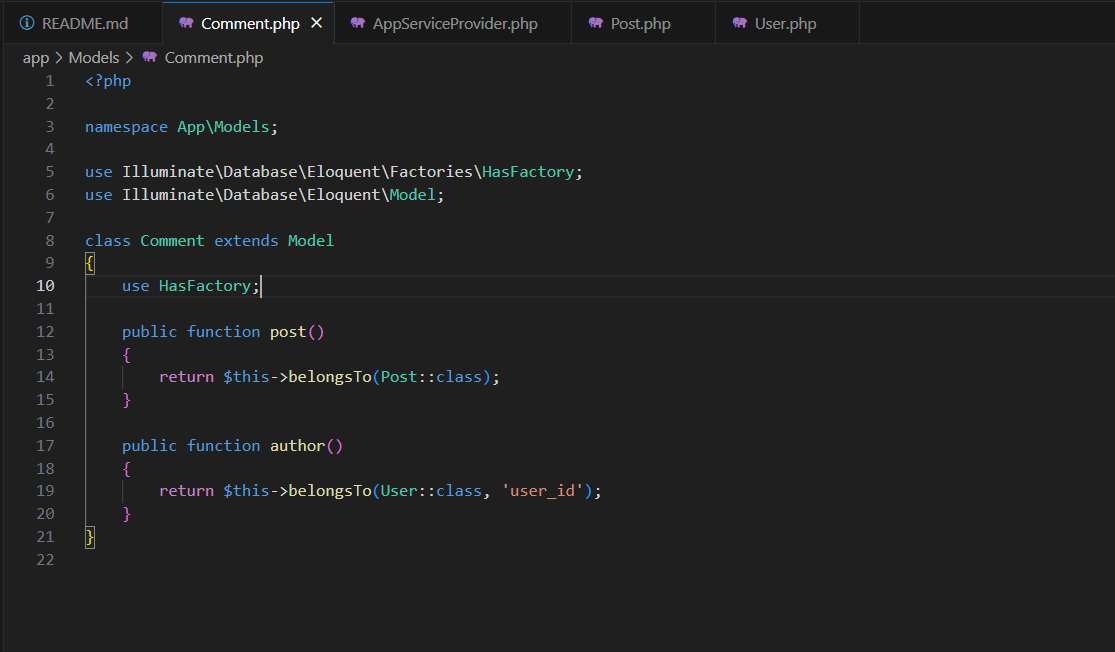 README.md Comment.php AppServiceProvider.php Post.php User.php
app > Models > Comment.php
1 <?php
2
3 namespace App\Models;
4
5 use Illuminate\Database\Eloquent\Factories\HasFactory;
6 use Illuminate\Database\Eloquent\Model;
7
8 class Comment extends Model
9 {
10     use HasFactory;
11
12     public function post()
13     {
14         return $this->belongsTo(Post::class);
15     }
16
17     public function author()
18     {
19         return $this->belongsTo(User::class, 'user_id');
20     }
21 }
22